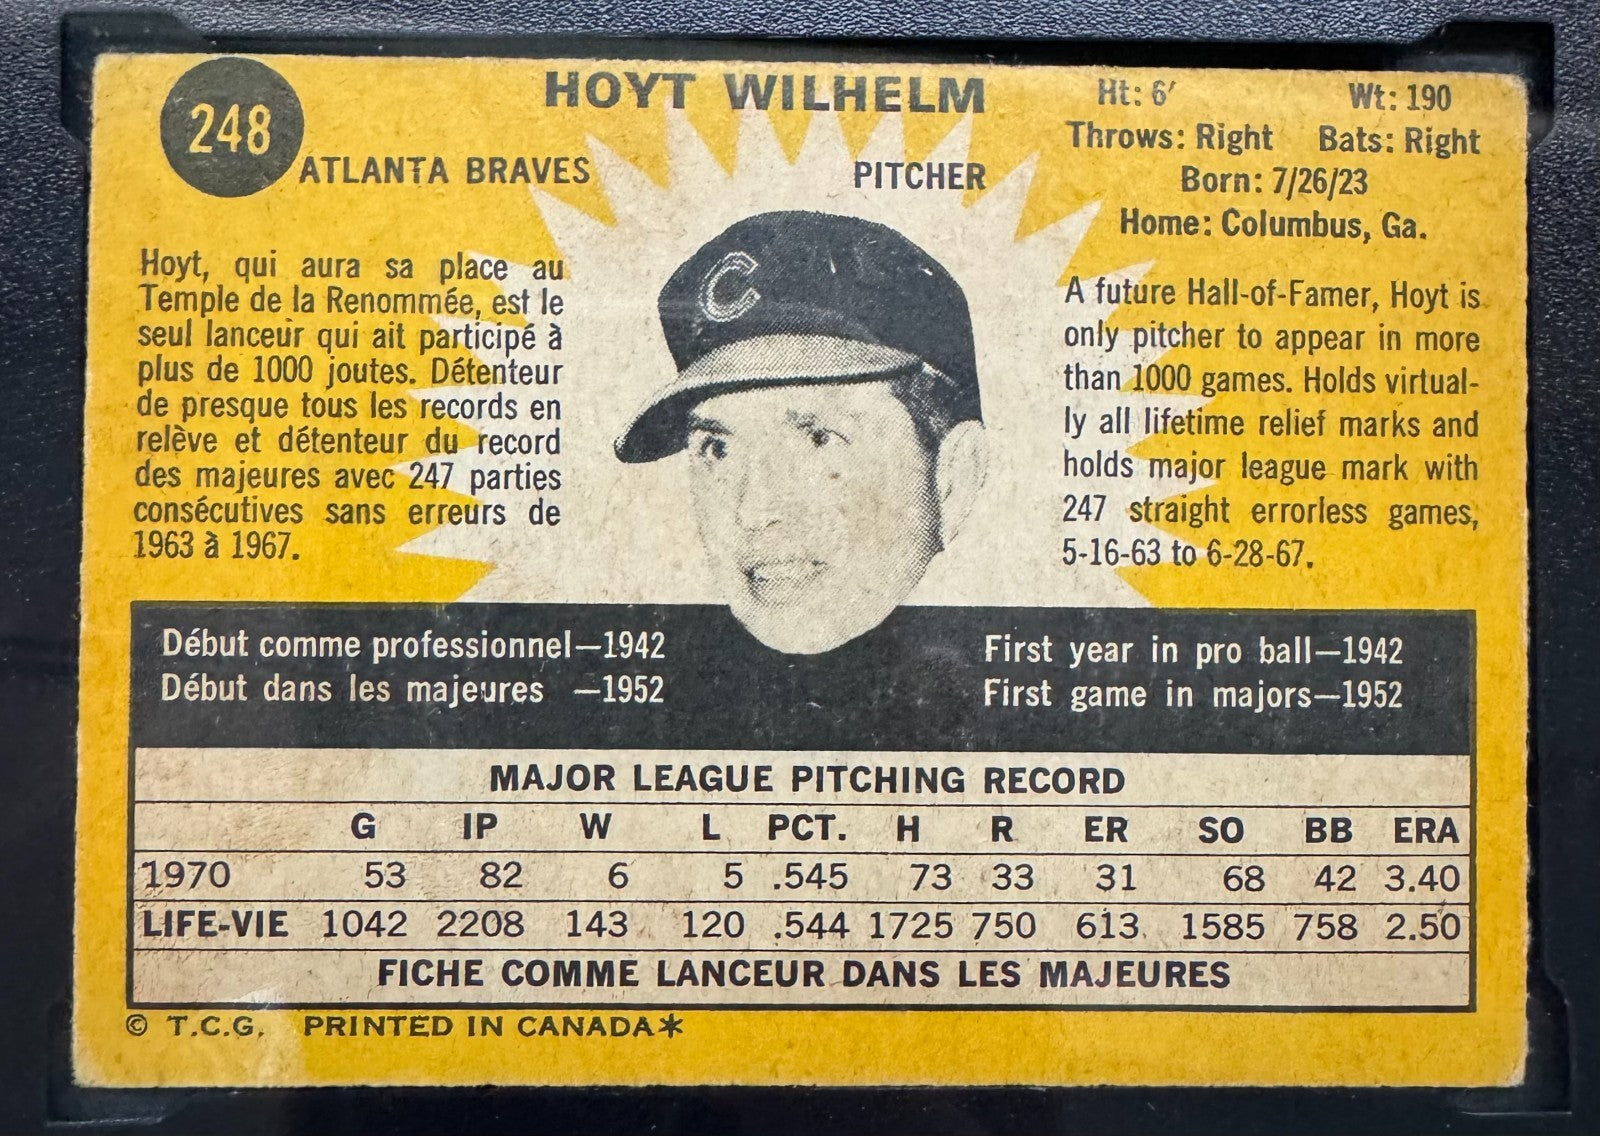 248
HOYT WILHELM
ATLANTA BRAVES PITCHER
Ht: 6' Wt: 190
Throws: Right Bats: Right
Born: 7/26/23
Home: Columbus, Ga.
Hoyt, qui aura sa place au
Temple de la Renommée, est le
seul lanceur qui ait participé à
plus de 1000 joutes. Détenteur
de presque tous les records en
relève et détenteur du record
des majeures avec 247 parties
consécutives sans erreurs de
1963 à 1967.
C
A future Hall-of-Famer, Hoyt is
only pitcher to appear in more
than 1000 games. Holds virtual-
ly all lifetime relief marks and
holds major league mark with
247 straight errorless games,
5-16-63 to 6-28-67.
Début comme professionnel—1942
Début dans les majeures —1952
First year in pro ball—1942
First game in majors—1952
MAJOR LEAGUE PITCHING RECORD
G IP W L PCT. H R ER SO BB ERA
1970 53 82 6 5 .545 73 33 31 68 42 3.40
LIFE-VIE 1042 2208 143 120 .544 1725 750 613 1585 758 2.50
FICHE COMME LANCEUR DANS LES MAJEURES
© T.C.G. PRINTED IN CANADA*